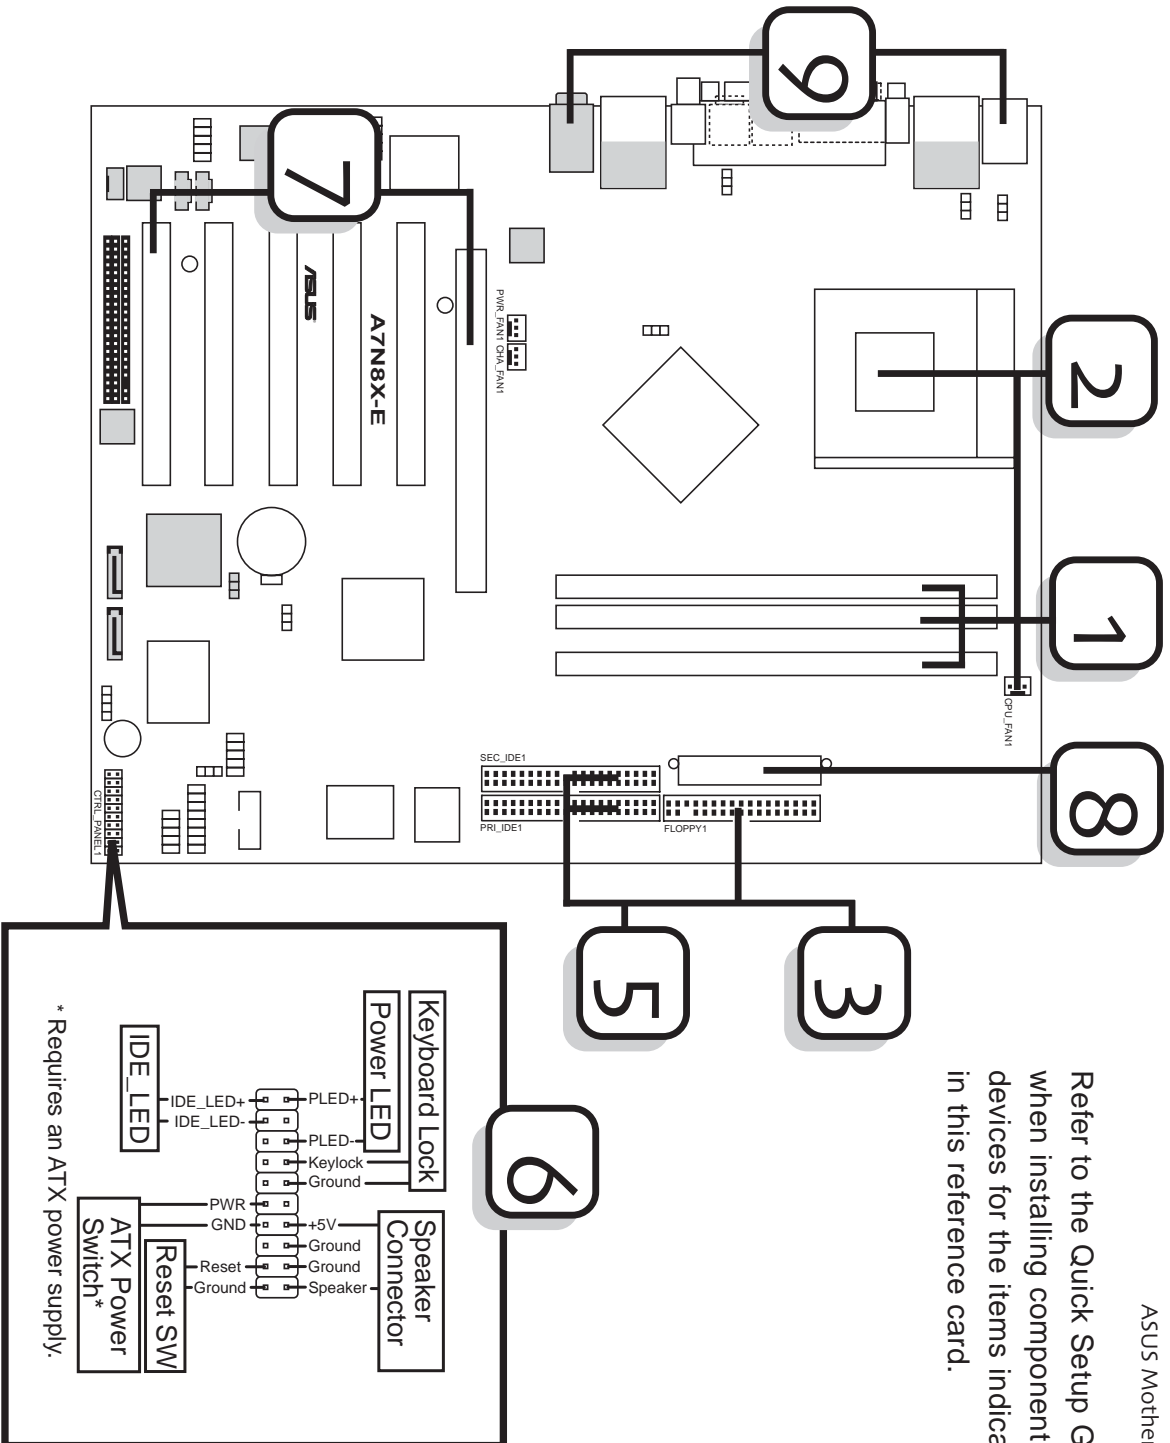 ASUS
Refer to the Quick Setup
when installing
devices for the items
in this reference card.
9
7
2
1
8
5
3
6
ASUS
A7N8X-E
PWR_FAN1
CHA_FAN1
CPU_FAN1
SEC_IDE1
PRI_IDE1
FLOPPY1
CTRL_PANEL1
Keyboard Lock
Power LED
Speaker
Connector
PLED+
PLED-
Keylock
Ground
+5V
Ground
Ground
Speaker
IDE_LED+
IDE_LED-
PWR
GND
Reset
Ground
IDE_LED
ATX Power
Switch*
Reset SW
* Requires an ATX power supply.